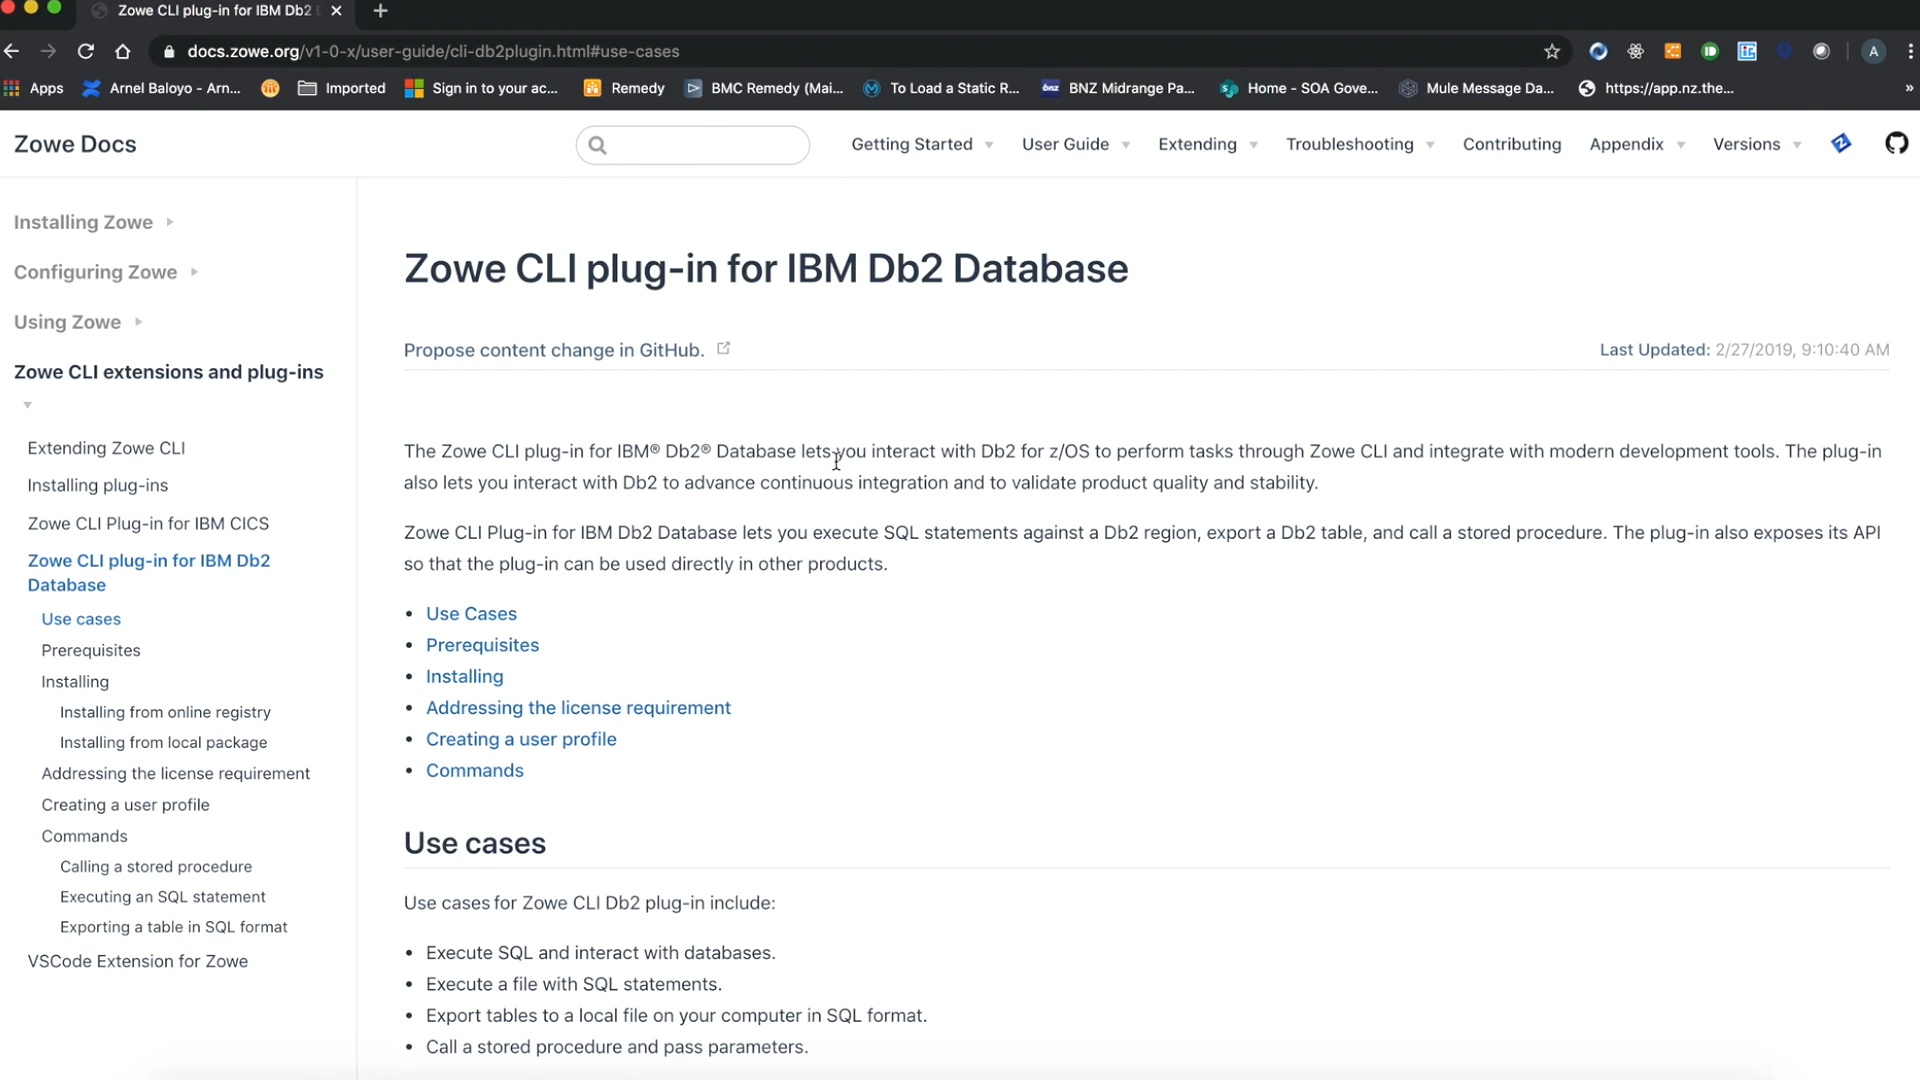 Zowe CLI plug-in for IBM Db2
docs.zowe.org/v1-0-x/user-guide/cli-db2plugin.html#use-cases
A
Apps
Arnel Baloyo - Arn...
Imported
Sign in to your ac...
Remedy
BMC Remedy (Mai...
To Load a Static R...
bnz
BNZ Midrange Pa...
Home - SOA Gove...
Mule Message Da...
https://app.nz.the...
»
Zowe Docs
Getting Started
User Guide
Extending
Troubleshooting
Contributing
Appendix
Versions
Installing Zowe
Configuring Zowe
Using Zowe
Zowe CLI extensions and plug-ins
Extending Zowe CLI
Installing plug-ins
Zowe CLI Plug-in for IBM CICS
Zowe CLI plug-in for IBM Db2
Database
Use cases
Prerequisites
Installing
Installing from online registry
Installing from local package
Addressing the license requirement
Creating a user profile
Commands
Calling a stored procedure
Executing an SQL statement
Exporting a table in SQL format
VSCode Extension for Zowe
Zowe CLI plug-in for IBM Db2 Database
Propose content change in GitHub.
Last Updated: 2/27/2019, 9:10:40 AM
The Zowe CLI plug-in for IBM® Db2® Database lets you interact with Db2 for z/OS to perform tasks through Zowe CLI and integrate with modern development tools. The plug-in
also lets you interact with Db2 to advance continuous integration and to validate product quality and stability.
Zowe CLI Plug-in for IBM Db2 Database lets you execute SQL statements against a Db2 region, export a Db2 table, and call a stored procedure. The plug-in also exposes its API
so that the plug-in can be used directly in other products.
• Use Cases
• Prerequisites
• Installing
• Addressing the license requirement
• Creating a user profile
• Commands
Use cases
Use cases for Zowe CLI Db2 plug-in include:
• Execute SQL and interact with databases.
• Execute a file with SQL statements.
• Export tables to a local file on your computer in SQL format.
• Call a stored procedure and pass parameters.